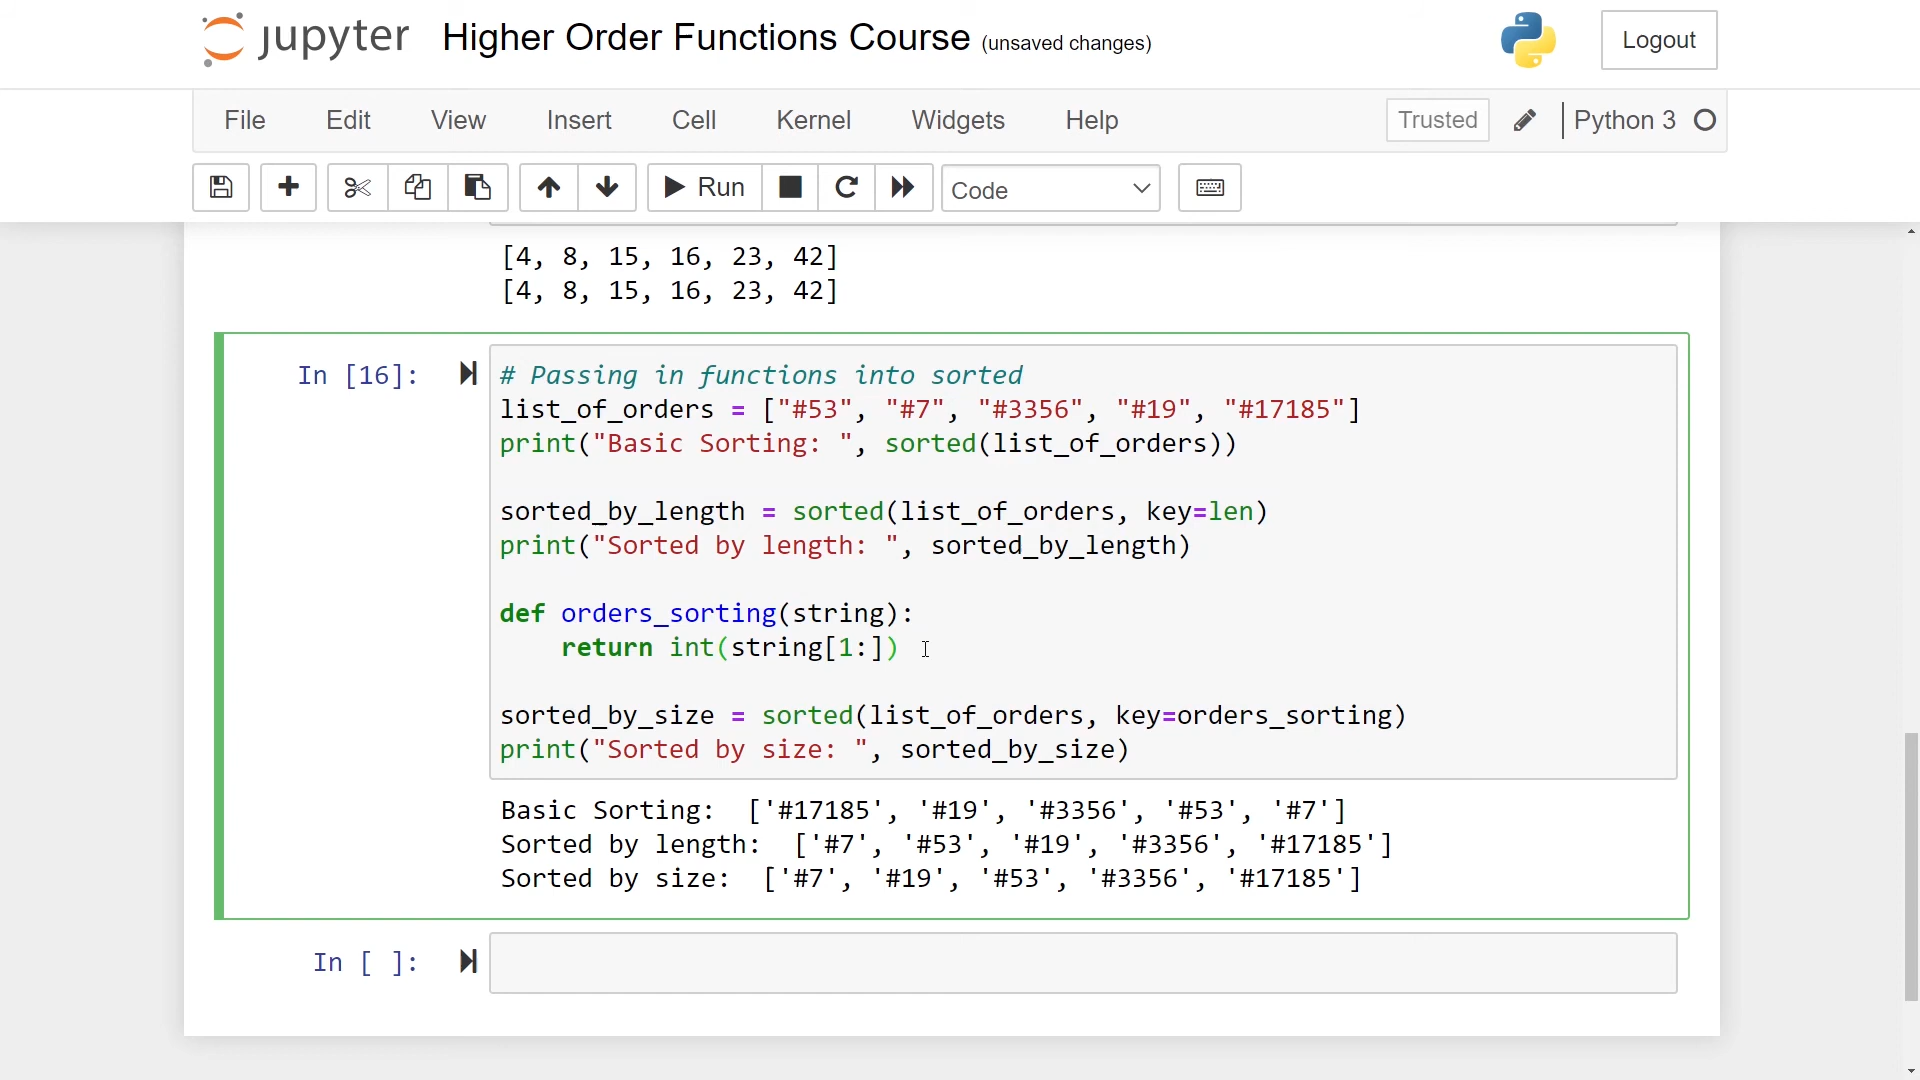 jupyter Higher Order Functions Course (unsaved changes) Logout
File Edit View Insert Cell Kernel Widgets Help Trusted Python 3
Run Code
[4, 8, 15, 16, 23, 42]
[4, 8, 15, 16, 23, 42]
In [16]:
# Passing in functions into sorted
list_of_orders = ["#53", "#7", "#3356", "#19", "#17185"]
print("Basic Sorting: ", sorted(list_of_orders))
sorted_by_length = sorted(list_of_orders, key=len)
print("Sorted by length: ", sorted_by_length)
def orders_sorting(string):
    return int(string[1:])
sorted_by_size = sorted(list_of_orders, key=orders_sorting)
print("Sorted by size: ", sorted_by_size)
Basic Sorting:  ['#17185', '#19', '#3356', '#53', '#7']
Sorted by length:  ['#7', '#53', '#19', '#3356', '#17185']
Sorted by size:  ['#7', '#19', '#53', '#3356', '#17185']
In [ ]: